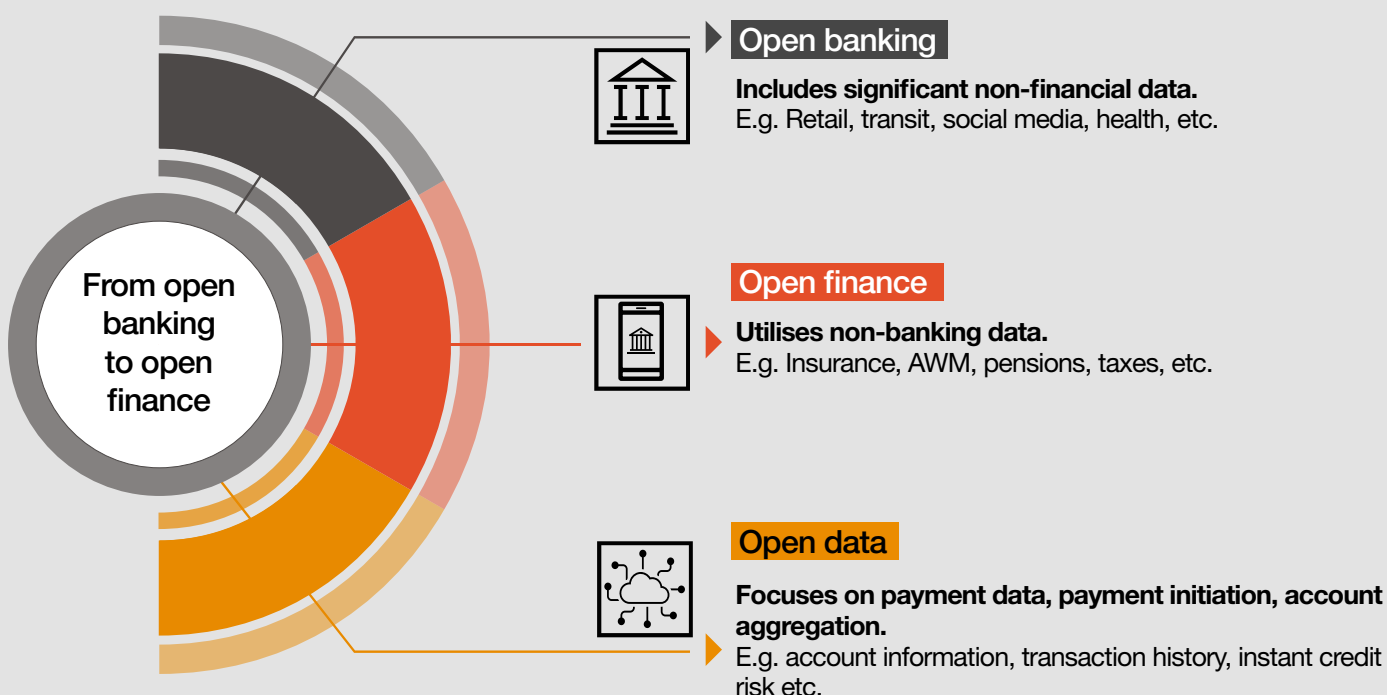 From open
banking
to open
finance
Open banking
Includes significant non-financial data.
E.g. Retail, transit, social media, health, etc.
Open finance
Utilises non-banking data.
E.g. Insurance, AWM, pensions, taxes, etc.
Open data
Focuses on payment data, payment initiation, account
aggregation.
E.g. account information, transaction history, instant credit
risk etc.